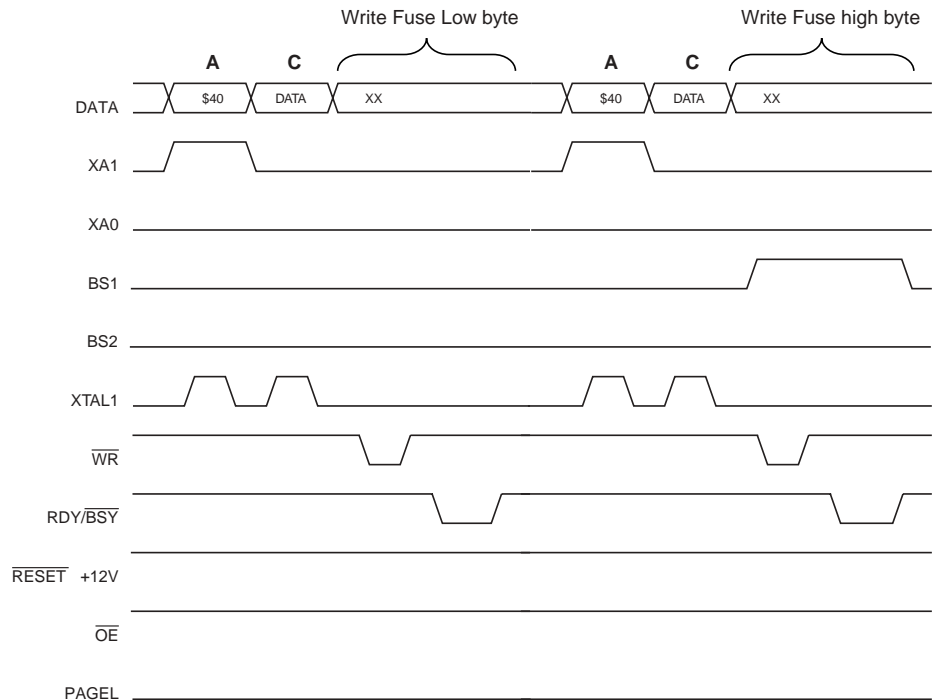 Write Fuse Low byte Write Fuse high byte
A C A C
DATA $40 DATA XX $40 DATA XX
XA1
XA0
BS1
BS2
XTAL1
WR
RDY/BSY
RESET +12V
OE
PAGEL